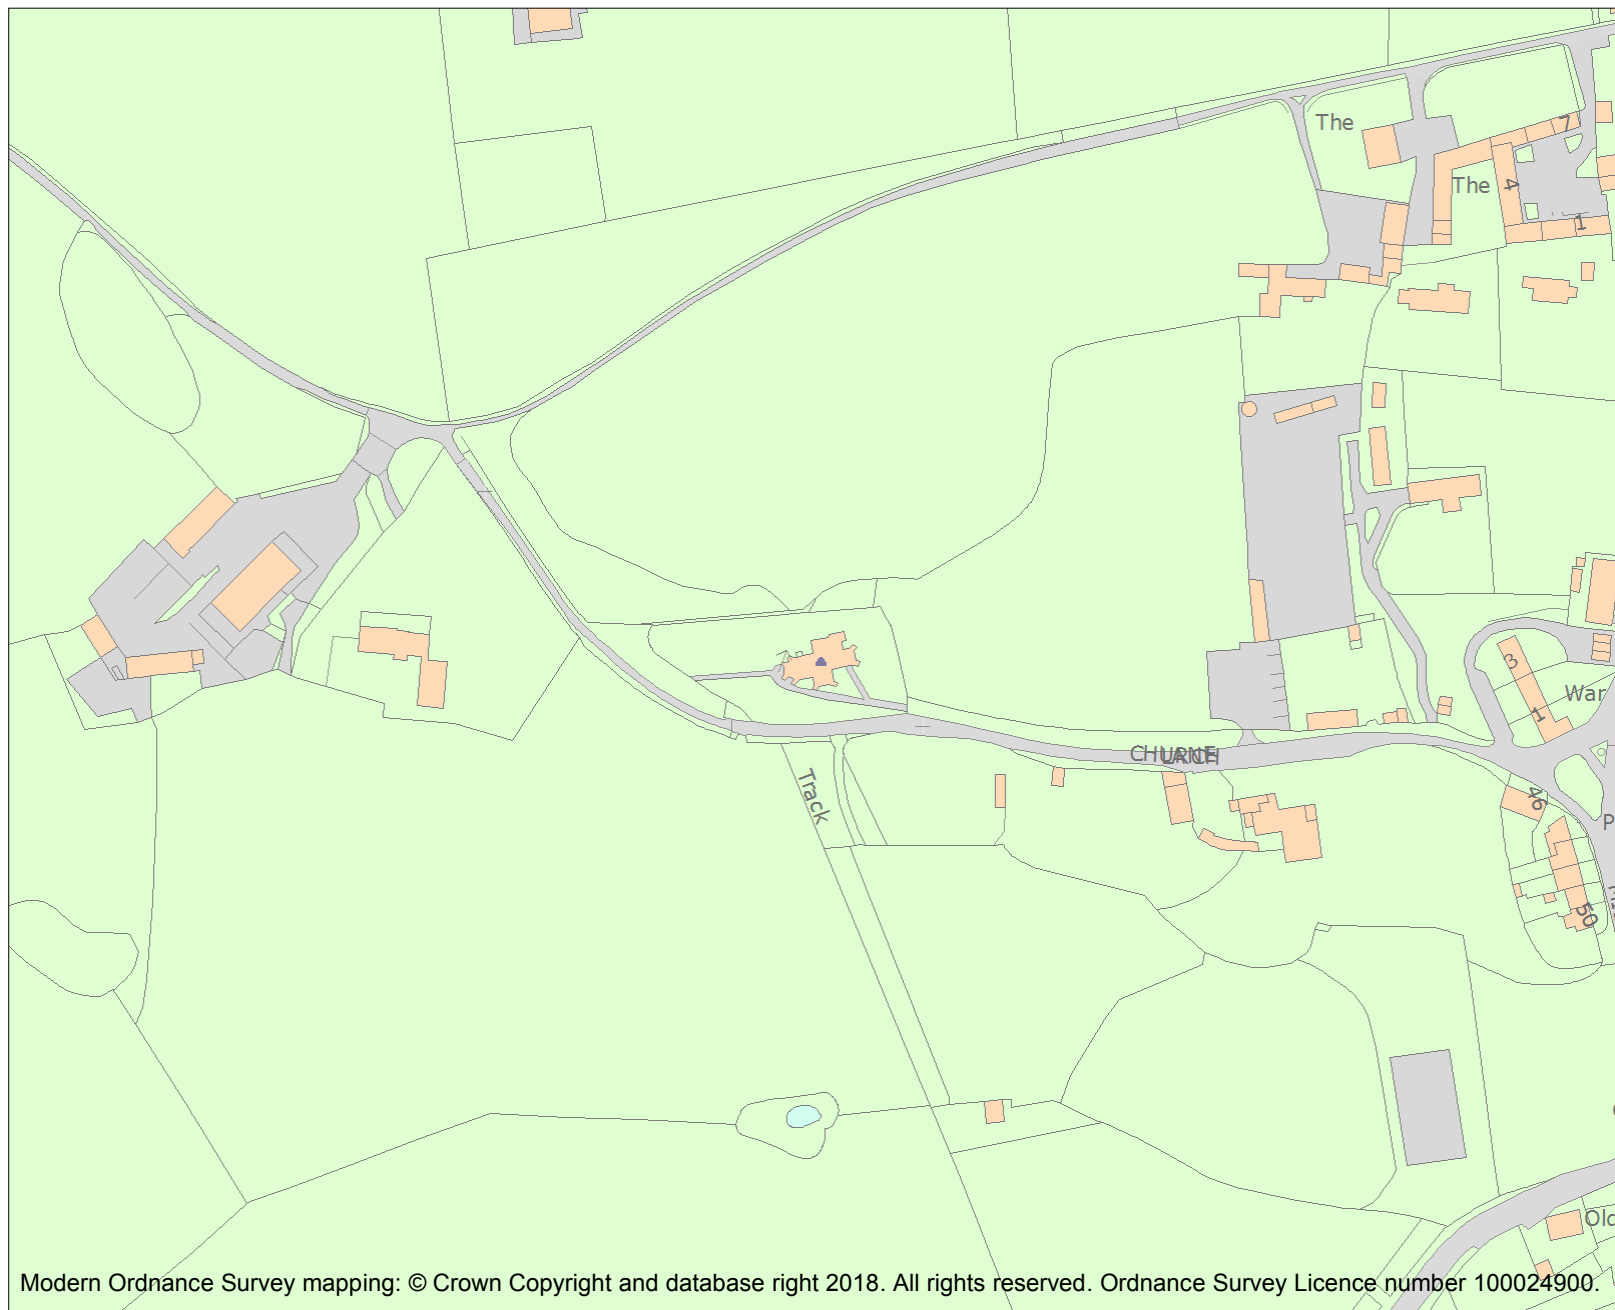 The
7
The
4
1
3
War
1
CHURCH
LANE
Track
46
P
50
Old
Modern Ordnance Survey mapping: © Crown Copyright and database right 2018. All rights reserved. Ordnance Survey Licence number 100024900.